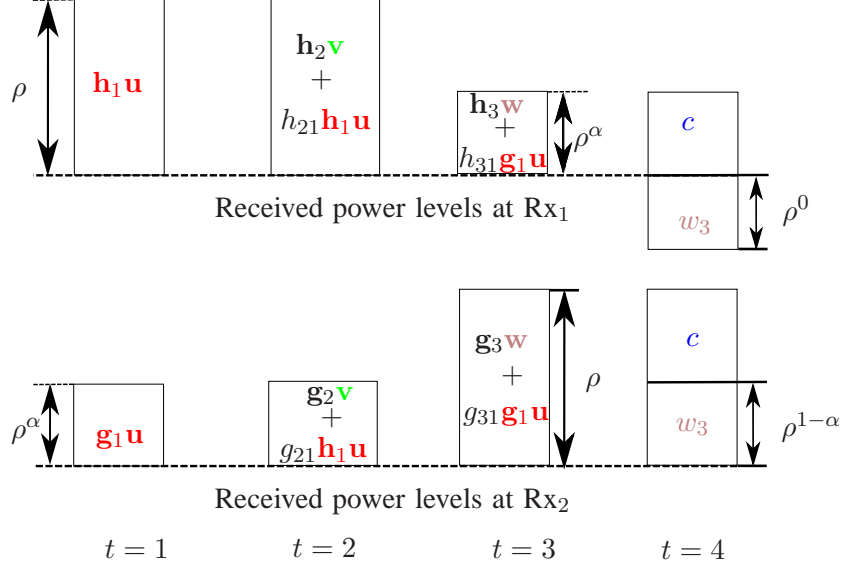 ρ
h₁u
h₂v
+
h₂₁h₁u
h₃w
+
h₃₁g₁u
ρ^α
c
w₃
ρ⁰
Received power levels at Rx₁
ρ^α
g₁u
g₂v
+
g₂₁h₁u
g₃w
+
g₃₁g₁u
ρ
c
w₃
ρ^{1−α}
Received power levels at Rx₂
t = 1 t = 2 t = 3 t = 4